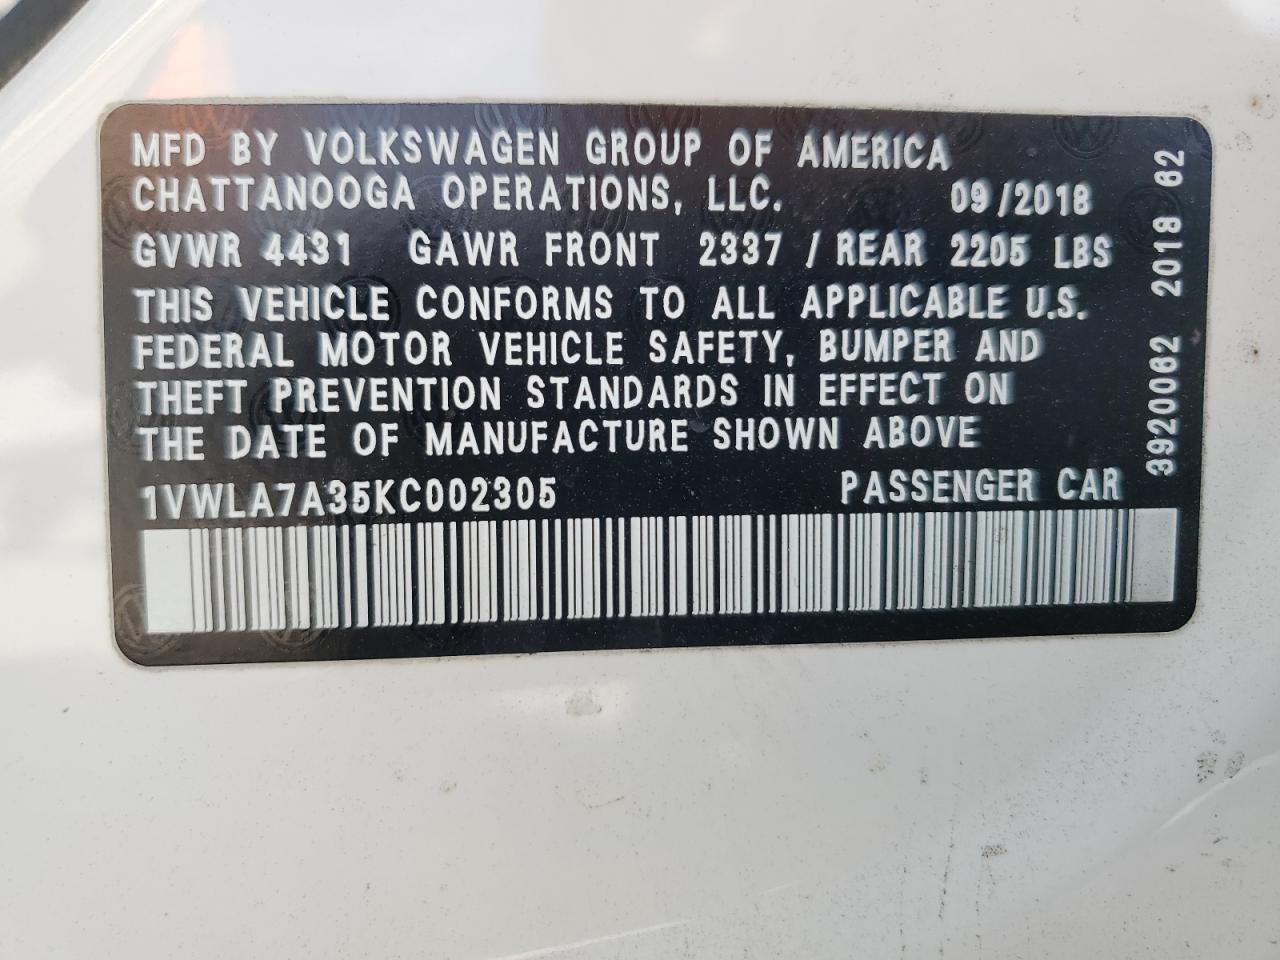 MFD BY VOLKSWAGEN GROUP OF AMERICA
CHATTANOOGA OPERATIONS, LLC. 09/2018
GVWR 4431 GAWR FRONT 2337 / REAR 2205 LBS
THIS VEHICLE CONFORMS TO ALL APPLICABLE U.S.
FEDERAL MOTOR VEHICLE SAFETY, BUMPER AND
THEFT PREVENTION STANDARDS IN EFFECT ON
THE DATE OF MANUFACTURE SHOWN ABOVE
1VWLA7A35KC002305 PASSENGER CAR
3920062 2018 62